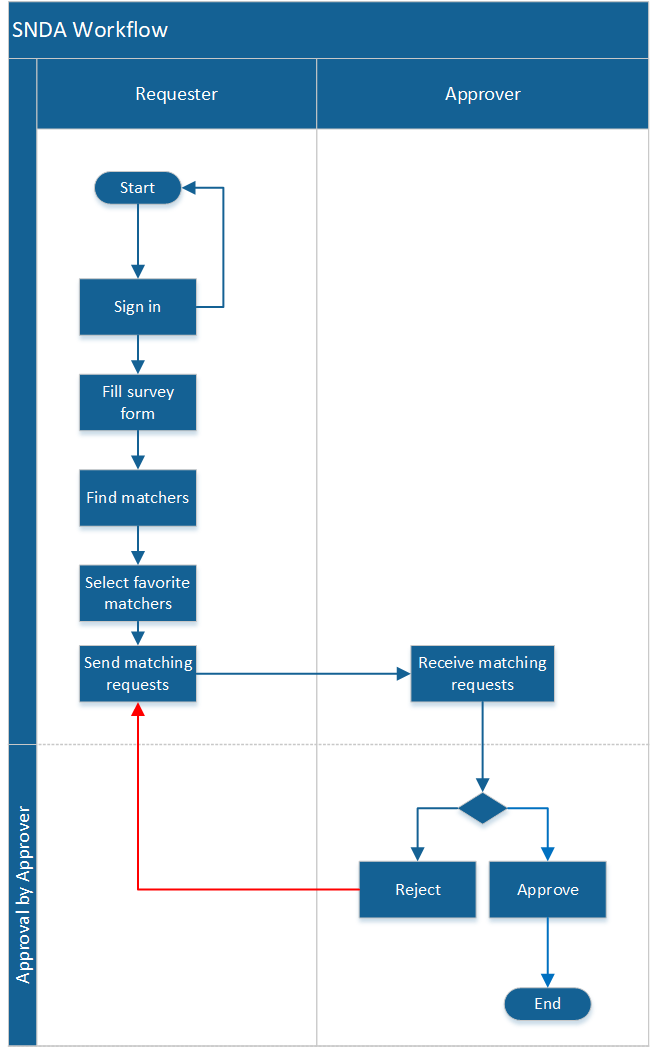 SNDA Workflow
Requester
Approver
Start
Sign in
Fill survey
form
Find matchers
Select favorite
matchers
Send matching
requests
Receive matching
requests
Approval by Approver
Reject
Approve
End